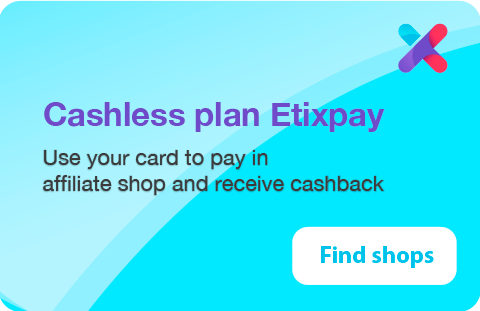 Cashless plan Etixpay
Use your card to pay in
affiliate shop and receive cashback
Find shops